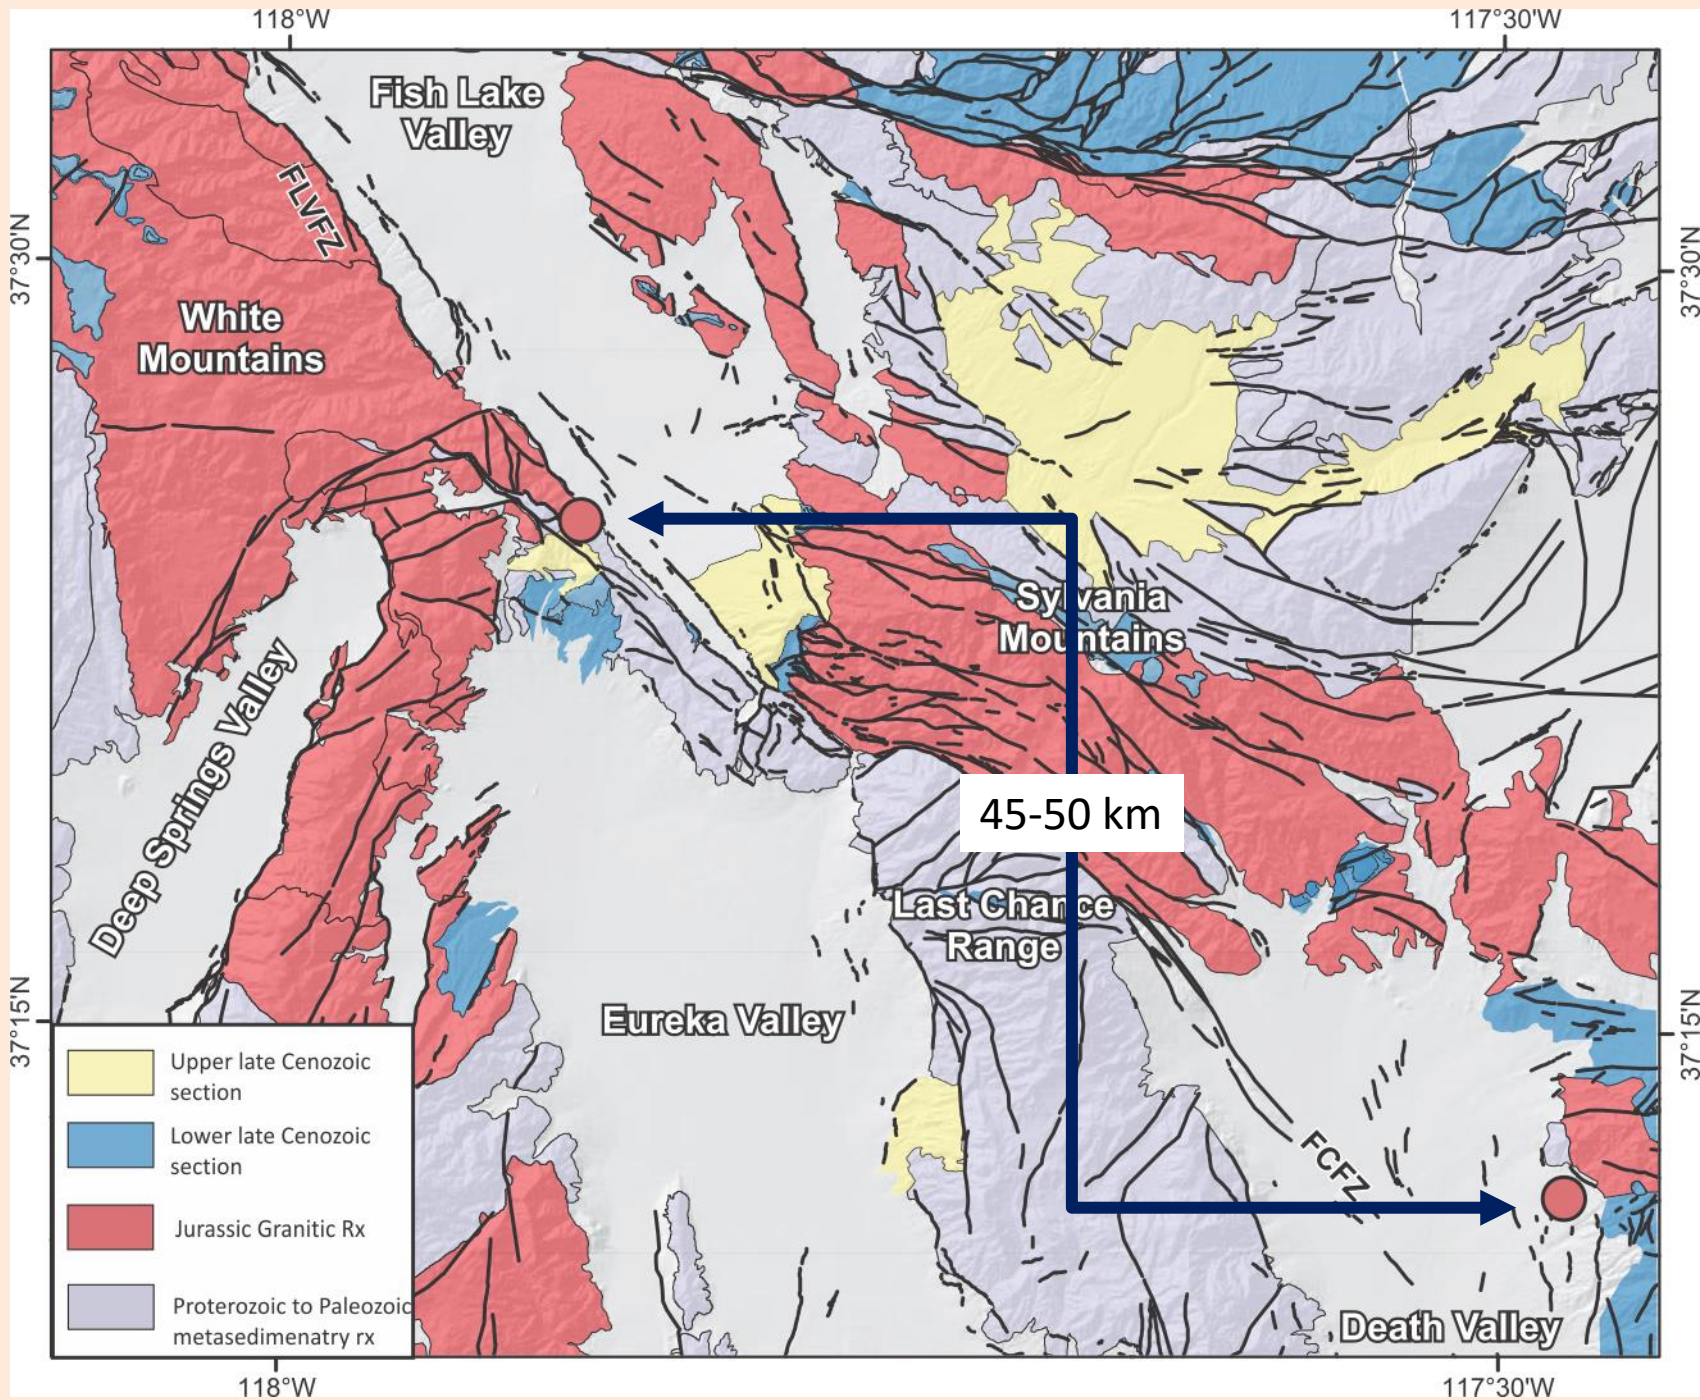 118°W
117°30'W
Fish Lake
Valley
FLVFZ
37°30'N
37°30'N
White
Mountains
Sylvania
Mountains
Deep Springs Valley
45-50 km
Last Chance
Range
Eureka Valley
37°15'N
37°15'N
Upper late Cenozoic
section
Lower late Cenozoic
section
FCFZ
Jurassic Granitic Rx
Proterozoic to Paleozoic
metasedimenatry rx
Death Valley
118°W
117°30'W